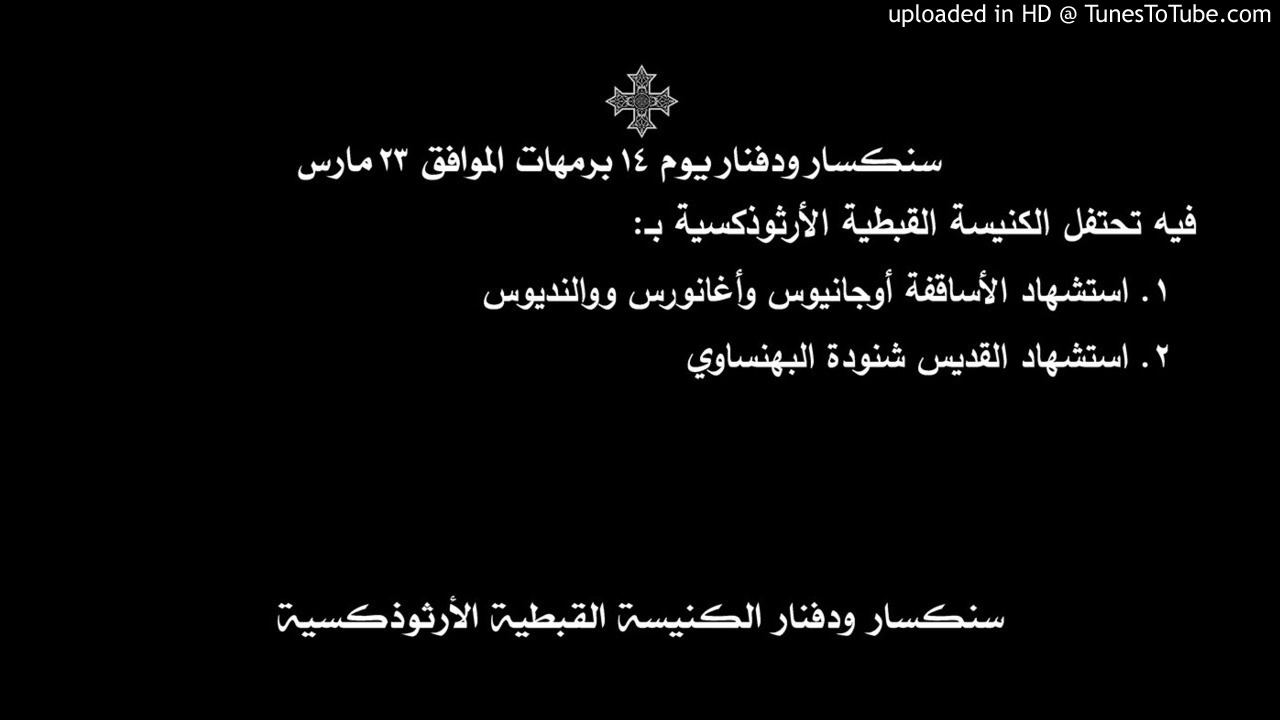 uploaded in HD @ TunesToTube.com
سنكسار ودفنار يوم ١٤ برمهات الموافق ٢٣ مارس
فيه تحتفل الكنيسة القبطية الأرثوذكسية بـ:
١. استشهاد الأساقفة أوجانيوس وأغانورس ووالنديوس
٢. استشهاد القديس شنودة البهنساوي
سنكسار ودفنار الكنيسة القبطية الأرثوذكسية